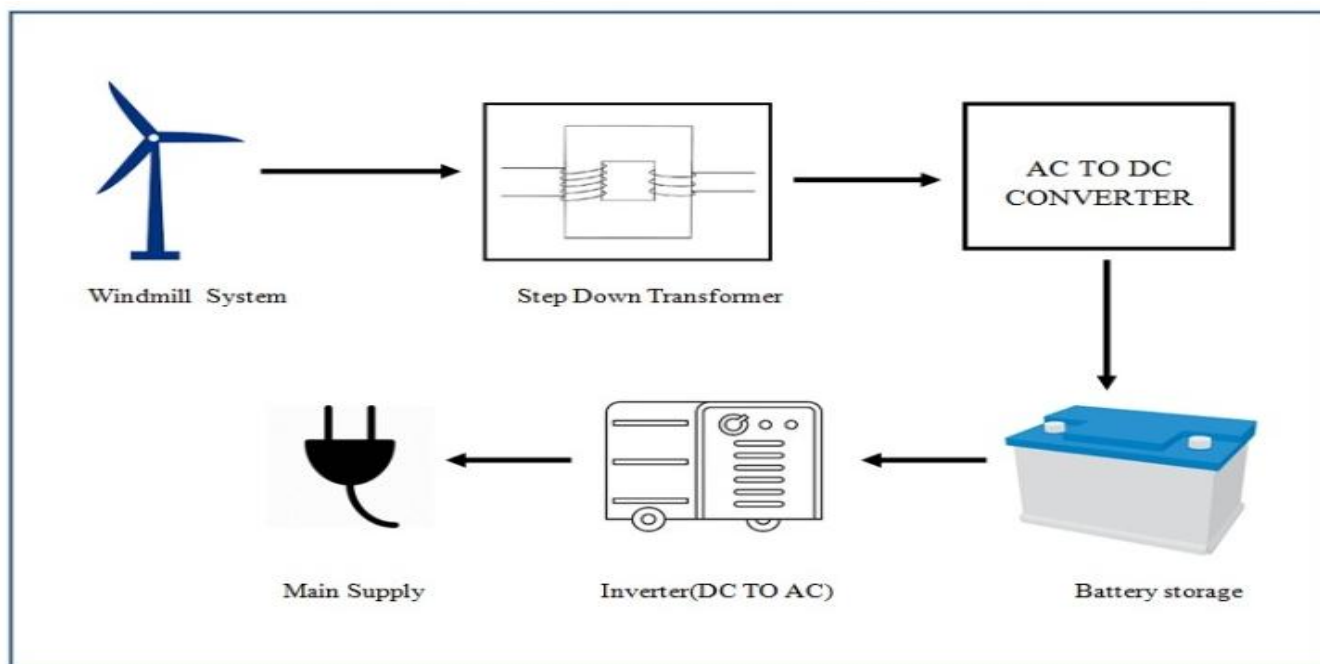 AC TO DC
CONVERTER
Windmill System
Step Down Transformer
Main Supply
Inverter(DC TO AC)
Battery storage